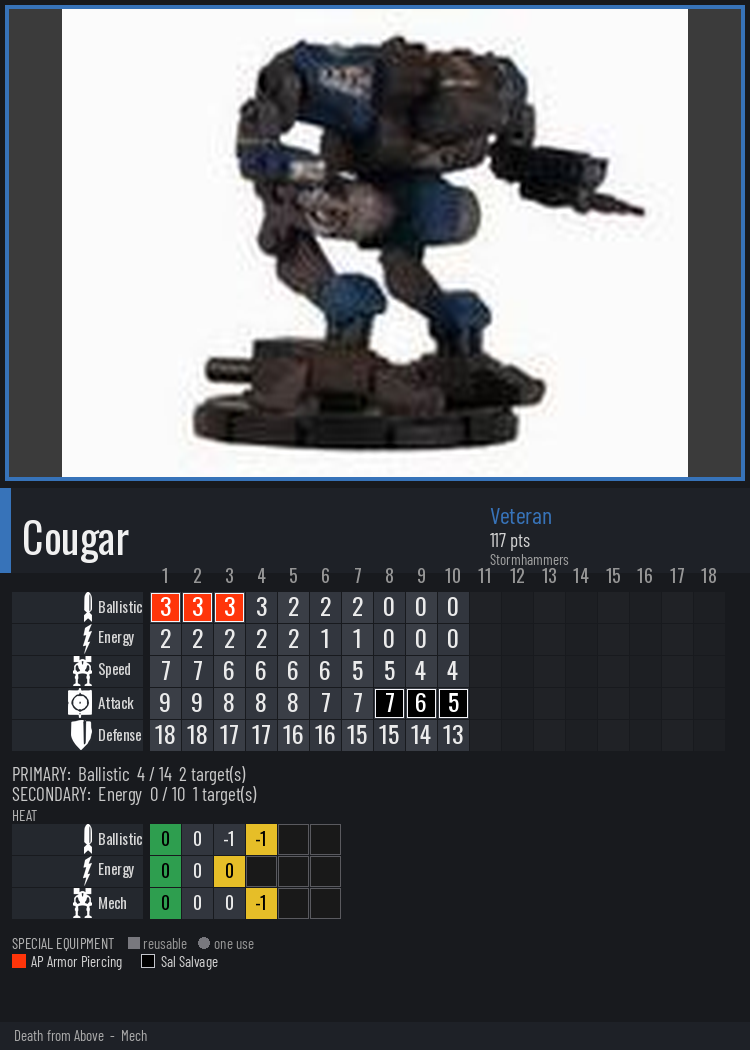 Cougar
Veteran
117 pts
Stormhammers
1 2 3 4 5 6 7 8 9 10 11 12 13 14 15 16 17 18
Ballistic 3 3 3 3 2 2 2 0 0 0
Energy 2 2 2 2 2 1 1 0 0 0
Speed 7 7 6 6 6 6 5 5 4 4
Attack 9 9 8 8 8 7 7 7 6 5
Defense 18 18 17 17 16 16 15 15 14 13
PRIMARY: Ballistic 4 / 14 2 target(s)
SECONDARY: Energy 0 / 10 1 target(s)
HEAT
Ballistic 0 0 -1 -1
Energy 0 0 0
Mech 0 0 0 -1
SPECIAL EQUIPMENT reusable one use
AP Armor Piercing Sal Salvage
Death from Above - Mech